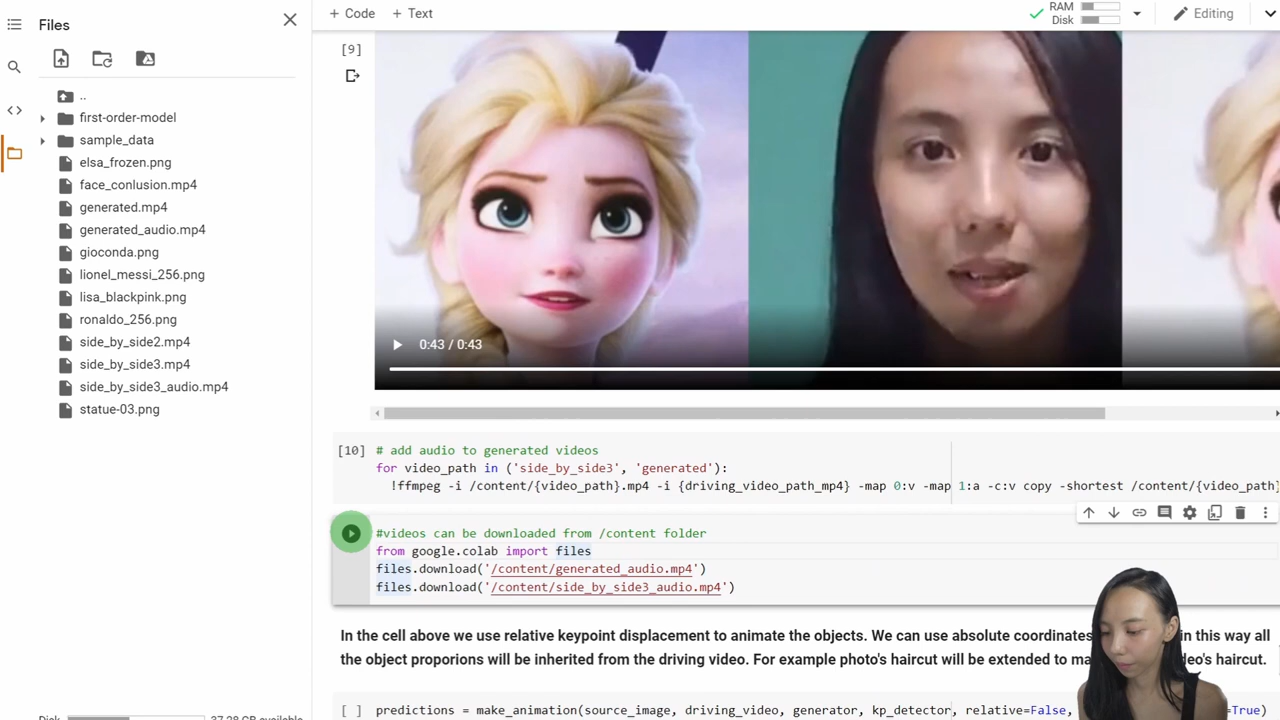 Files
+ Code
+ Text
RAM
Disk
Editing
..
first-order-model
sample_data
elsa_frozen.png
face_conlusion.mp4
generated.mp4
generated_audio.mp4
gioconda.png
lionel_messi_256.png
lisa_blackpink.png
ronaldo_256.png
side_by_side2.mp4
side_by_side3.mp4
side_by_side3_audio.mp4
statue-03.png
[9]
0:43 / 0:43
[10]
# add audio to generated videos
for video_path in ('side_by_side3', 'generated'):
!ffmpeg -i /content/{video_path}.mp4 -i {driving_video_path_mp4} -map 0:v -map 1:a -c:v copy -shortest /content/{video_path}
#videos can be downloaded from /content folder
from google.colab import files
files.download('/content/generated_audio.mp4')
files.download('/content/side_by_side3_audio.mp4')
In the cell above we use relative keypoint displacement to animate the objects. We can use absolute coordinates in this way all
the object proporions will be inherited from the driving video. For example photo's haircut will be extended to haircut.
[ ] predictions = make_animation(source_image, driving_video, generator, kp_detector, relative=False,